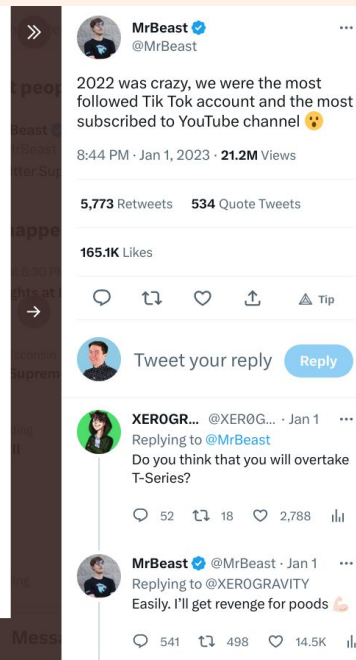 MrBeast
@MrBeast
2022 was crazy, we were the most
followed Tik Tok account and the most
subscribed to YouTube channel 😮
8:44 PM · Jan 1, 2023 · 21.2M Views
5,773 Retweets 534 Quote Tweets
165.1K Likes
Tip
Tweet your reply Reply
XER0GR... @XERØG... · Jan 1
Replying to @MrBeast
Do you think that you will overtake
T-Series?
52 18 2,788
MrBeast @MrBeast · Jan 1
Replying to @XEROGRAVITY
Easily. I'll get revenge for poods 💪🏻
541 498 14.5K